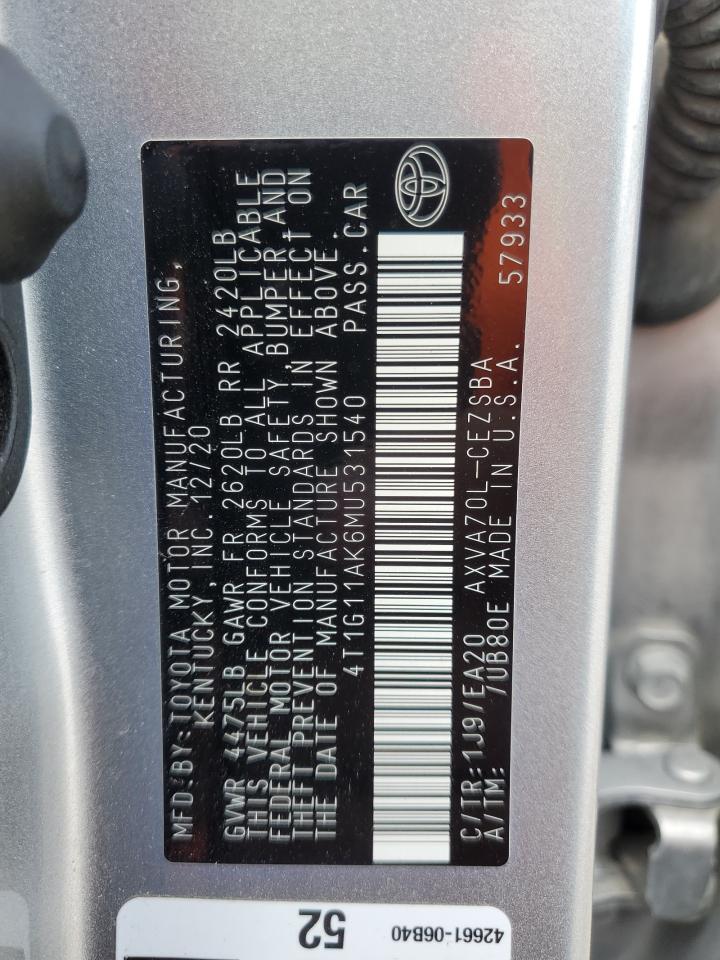 MFD.BY:TOYOTA MOTOR MANUFACTURING,
KENTUCKY, INC 12/20
GVWR 4475LB GAWR FR 2620LB RR 2420LB
THIS VEHICLE CONFORMS TO ALL APPLICABLE
FEDERAL MOTOR VEHICLE SAFETY, BUMPER, AND
THEFT PREVENTION STANDARDS IN EFFECT ON
THE DATE OF MANUFACTURE SHOWN ABOVE.
4T1G11AK6MU531540 PASS.CAR
C/TR:1J9/EA20 AXVA70L-CEZSBA
A/TM: /UB80E MADE IN U.S.A. 57933
52
42661-06B40